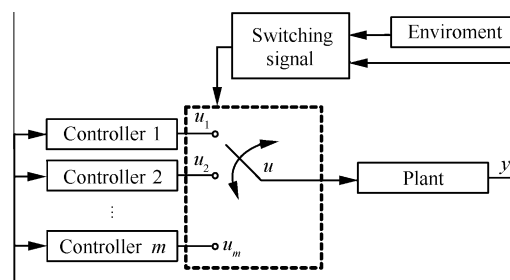 Switching
signal
Enviroment
Controller 1
u1
Controller 2
u2
u
Plant
y
⋮
Controller m
um